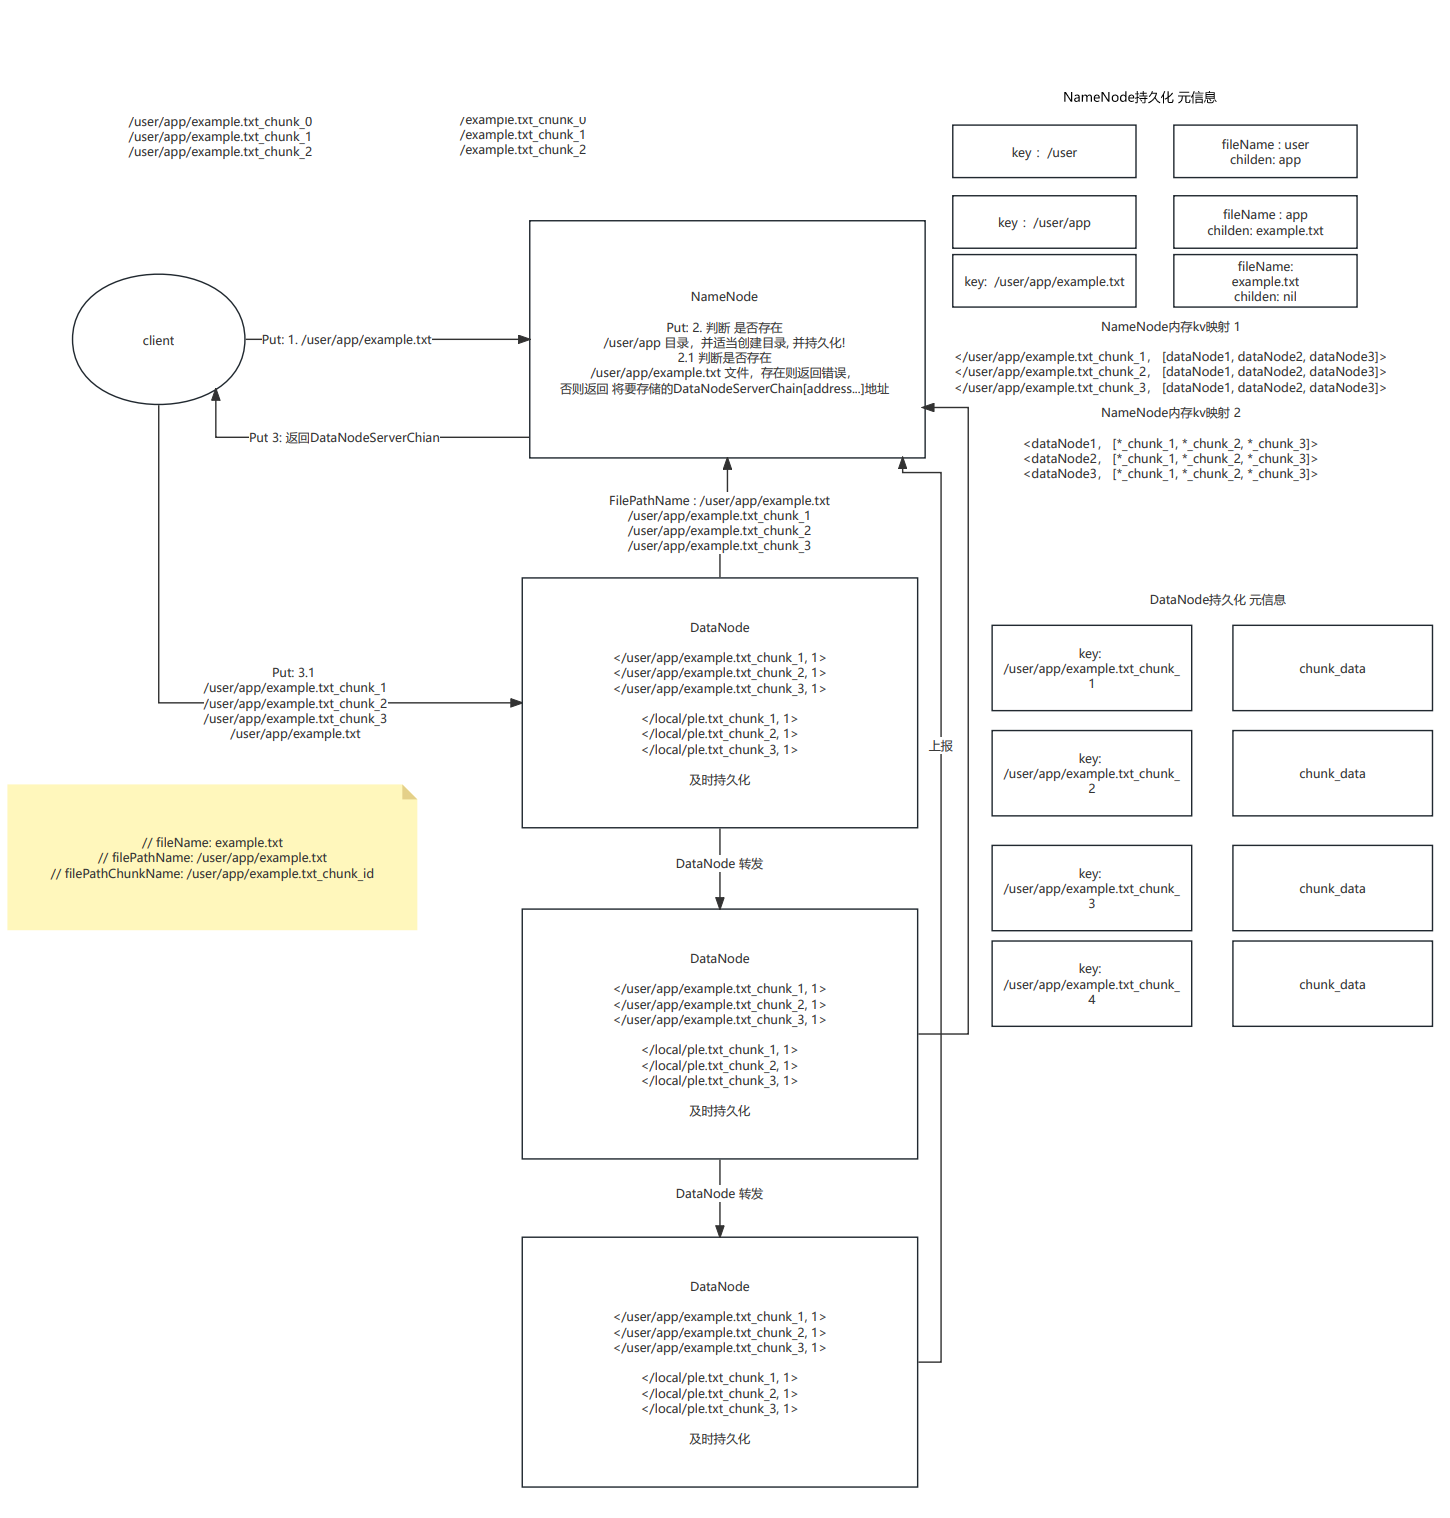 /user/app/example.txt_chunk_0
/user/app/example.txt_chunk_1
/user/app/example.txt_chunk_2
/example.txt_chunk_0
/example.txt_chunk_1
/example.txt_chunk_2
NameNode持久化 元信息
key： /user
fileName : user
childen: app
key： /user/app
fileName : app
childen: example.txt
key: /user/app/example.txt
fileName:
example.txt
childen: nil
NameNode内存kv映射 1
</user/app/example.txt_chunk_1， [dataNode1, dataNode2, dataNode3]>
</user/app/example.txt_chunk_2， [dataNode1, dataNode2, dataNode3]>
</user/app/example.txt_chunk_3， [dataNode1, dataNode2, dataNode3]>
NameNode内存kv映射 2
<dataNode1， [*_chunk_1, *_chunk_2, *_chunk_3]>
<dataNode2， [*_chunk_1, *_chunk_2, *_chunk_3]>
<dataNode3， [*_chunk_1, *_chunk_2, *_chunk_3]>
client
Put: 1. /user/app/example.txt
NameNode
Put: 2. 判断 是否存在
/user/app 目录，并适当创建目录, 并持久化!
2.1 判断是否存在
/user/app/example.txt 文件，存在则返回错误，
否则返回 将要存储的DataNodeServerChain[address...]地址
Put 3: 返回DataNodeServerChian
FilePathName : /user/app/example.txt
/user/app/example.txt_chunk_1
/user/app/example.txt_chunk_2
/user/app/example.txt_chunk_3
Put: 3.1
/user/app/example.txt_chunk_1
/user/app/example.txt_chunk_2
/user/app/example.txt_chunk_3
/user/app/example.txt
DataNode
</user/app/example.txt_chunk_1, 1>
</user/app/example.txt_chunk_2, 1>
</user/app/example.txt_chunk_3, 1>
</local/ple.txt_chunk_1, 1>
</local/ple.txt_chunk_2, 1>
</local/ple.txt_chunk_3, 1>
及时持久化
上报
DataNode持久化 元信息
key:
/user/app/example.txt_chunk_
1
chunk_data
key:
/user/app/example.txt_chunk_
2
chunk_data
key:
/user/app/example.txt_chunk_
3
chunk_data
key:
/user/app/example.txt_chunk_
4
chunk_data
// fileName: example.txt
// filePathName: /user/app/example.txt
// filePathChunkName: /user/app/example.txt_chunk_id
DataNode 转发
DataNode
</user/app/example.txt_chunk_1, 1>
</user/app/example.txt_chunk_2, 1>
</user/app/example.txt_chunk_3, 1>
</local/ple.txt_chunk_1, 1>
</local/ple.txt_chunk_2, 1>
</local/ple.txt_chunk_3, 1>
及时持久化
DataNode 转发
DataNode
</user/app/example.txt_chunk_1, 1>
</user/app/example.txt_chunk_2, 1>
</user/app/example.txt_chunk_3, 1>
</local/ple.txt_chunk_1, 1>
</local/ple.txt_chunk_2, 1>
</local/ple.txt_chunk_3, 1>
及时持久化